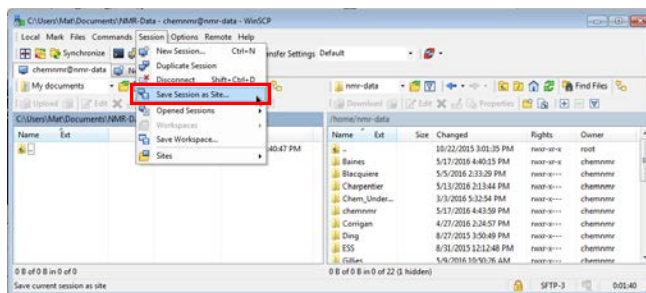 C:\Users\Mat\Documents\NMR-Data - chemnmr@nmr-data - WinSCP
Local Mark Files Commands Session Options Remote Help
Synchronize
New Session... Ctrl+N
nsfer Settings Default
Duplicate Session
chemnmr@nmr-data
Disconnect Shift+Ctrl+D
My documents
Save Session as Site...
nmr-data
Find Files
Upload Edit
Opened Sessions
Download Edit Properties
C:\Users\Mat\Documents\NMR-D
Workspaces
/home/nmr-data
Name Ext
Save Workspace...
Name Ext Size Changed Rights Owner
Sites
:40:47 PM
.. 10/22/2015 3:01:35 PM rwxr-xr-x root
Baines 5/17/2016 4:40:15 PM rwxr-x--- chemnmr
Blacquiere 5/5/2016 2:33:29 PM rwxr-x--- chemnmr
Charpentier 5/13/2016 2:13:44 PM rwxr-x--- chemnmr
Chem_Under... 3/3/2016 5:32:54 PM rwxr-x--- chemnmr
chemnmr 5/17/2016 4:43:59 PM rwxr-x--- chemnmr
Corrigan 4/27/2016 2:24:57 PM rwxr-x--- chemnmr
Ding 8/27/2015 3:50:49 PM rwxr-x--- chemnmr
ESS 8/31/2015 12:12:48 PM rwxr-x--- chemnmr
Gillies 5/9/2016 10:50:26 AM rwxr-x--- chemnmr
0 B of 0 B in 0 of 0
0 B of 0 B in 0 of 22 (1 hidden)
Save current session as site
SFTP-3 0:01:40